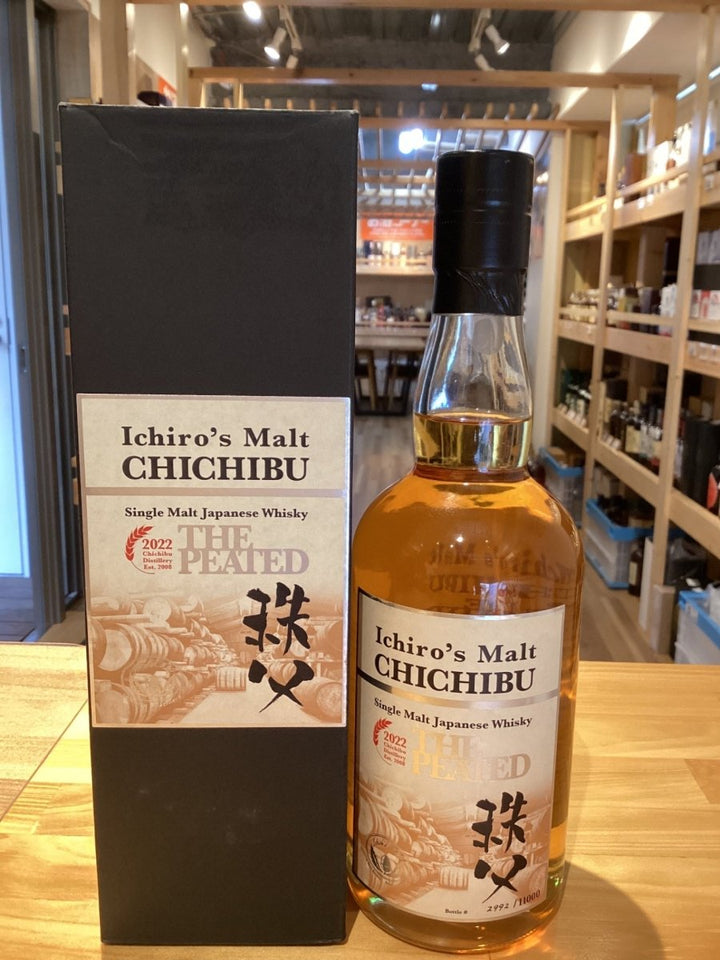 Ichiro's Malt
CHICHIBU
Single Malt Japanese Whisky
2022
Chichibu
Distillery
Est. 2008
THE
PEATED
秩父
Ichiro's Malt
CHICHIBU
Single Malt Japanese Whisky
2022
Chichibu
Distillery
Est. 2008
THE
PEATED
秩父
Bottle # 2992 /11000